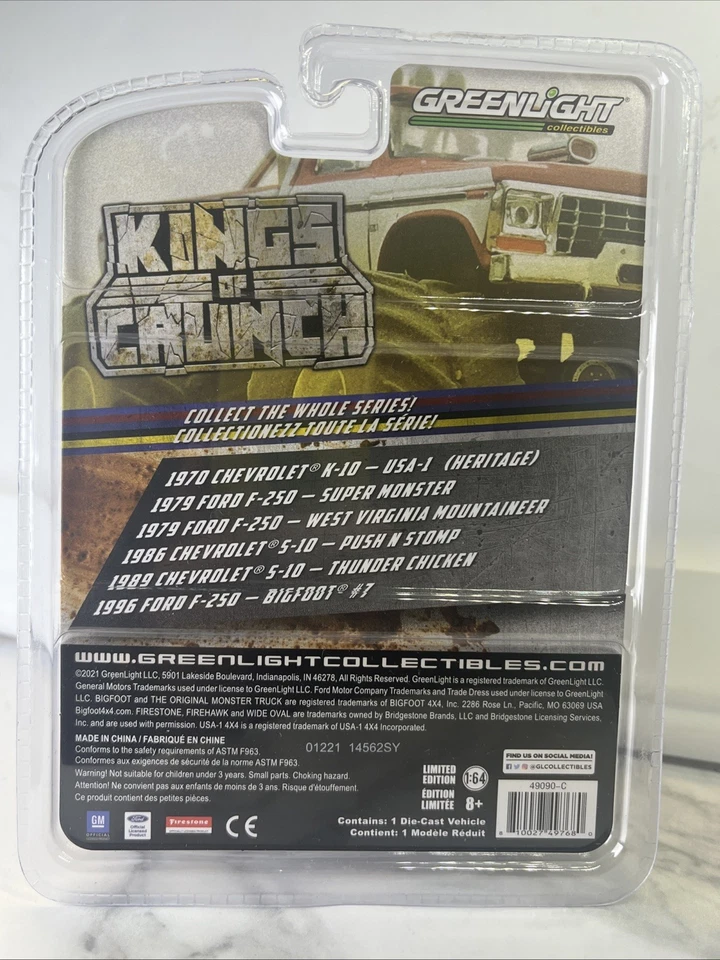 GREENLIGHT
collectibles
KINGS
OF
CRUNCH
COLLECT THE WHOLE SERIES!
COLLECTIONEZZ TOUTE LA SÉRIE!
1970 CHEVROLET® K-10 – USA-1 (HERITAGE)
1979 FORD F-250 – SUPER MONSTER
1979 FORD F-250 – WEST VIRGINIA MOUNTAINEER
1986 CHEVROLET® S-10 – PUSH N STOMP
1989 CHEVROLET® S-10 – THUNDER CHICKEN
1996 FORD F-250 – BIGFOOT® #7
WWW.GREENLIGHTCOLLECTIBLES.COM
©2021 GreenLight LLC, 5901 Lakeside Boulevard, Indianapolis, IN 46278, All Rights Reserved. GreenLight is a registered trademark of GreenLight LLC.
General Motors Trademarks used under license to GreenLight LLC. Ford Motor Company Trademarks and Trade Dress used under license to GreenLight
LLC. BIGFOOT and THE ORIGINAL MONSTER TRUCK are registered trademarks of BIGFOOT 4X4, Inc. 2286 Rose Ln., Pacific, MO 63069 USA
Bigfoot4x4.com. FIRESTONE, FIREHAWK and WIDE OVAL are trademarks owned by Bridgestone Brands, LLC and Bridgestone Licensing Services,
Inc. and are used with permission. USA-1 4X4 is a registered trademark of USA-1 4X4 Incorporated.
MADE IN CHINA / FABRIQUÉ EN CHINE
Conforms to the safety requirements of ASTM F963.
Conformes aux exigences de sécurité de la norme ASTM F963.
01221 14562SY
Warning! Not suitable for children under 3 years. Small parts. Choking hazard.
Attention! Ne convient pas aux enfants de moins de 3 ans. Risque d'étouffement.
Ce produit contient des petites pièces.
LIMITED
EDITION
1:64
ÉDITION
LIMITÉE
8+
Contains: 1 Die-Cast Vehicle
Contient: 1 Modèle Réduit
FIND US ON SOCIAL MEDIA!
@GLCOLLECTIBLES
49090-C
8 10027 49768 0
GM
OFFICIAL
Ford
Official
Licensed
Product
Firestone
CE